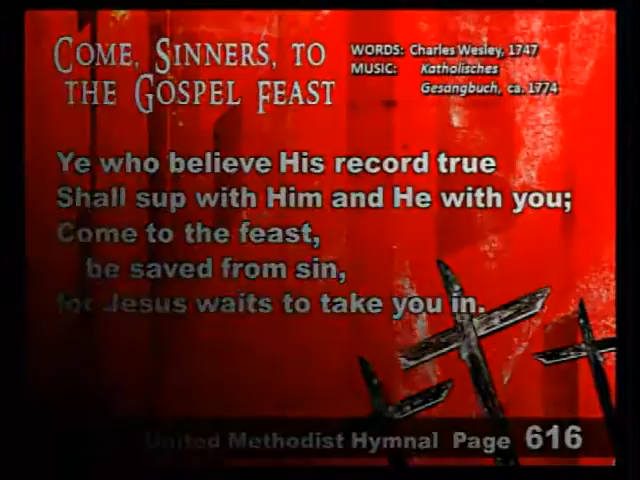 COME, SINNERS, TO
THE GOSPEL FEAST
WORDS: Charles Wesley, 1747
MUSIC: Katholisches
Gesangbuch, ca. 1774
Ye who believe His record true
Shall sup with Him and He with you;
Come to the feast,
be saved from sin,
for Jesus waits to take you in.
United Methodist Hymnal Page 616